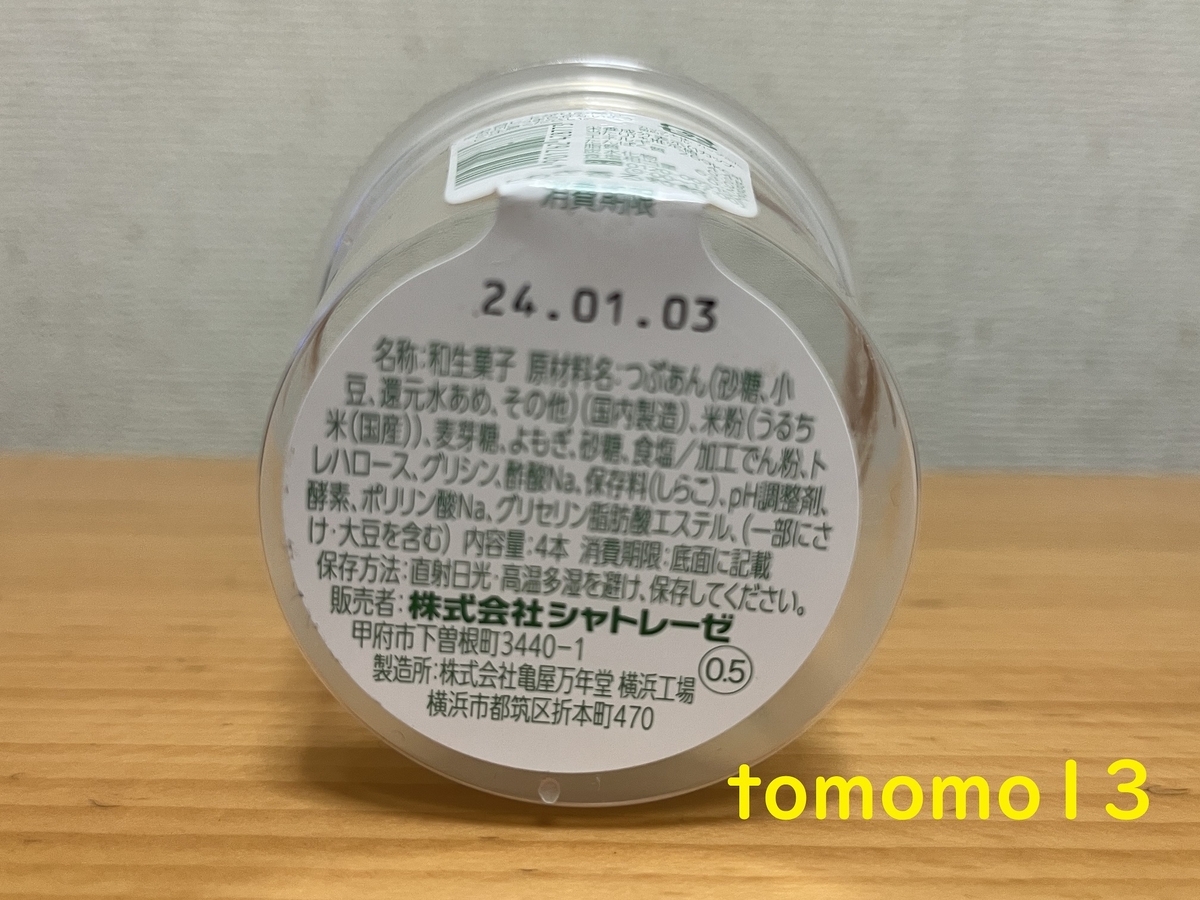 消費期限
24.01.03
名称:和生菓子 原材料名:つぶあん(砂糖、小
豆、還元水あめ、その他)(国内製造)、米粉(うるち
米(国産))、麦芽糖、よもぎ、砂糖、食塩/加工でん粉、ト
レハロース、グリシン、酢酸Na、保存料(しらこ)、pH調整剤、
酵素、ポリリン酸Na、グリセリン脂肪酸エステル、(一部にさ
け・大豆を含む) 内容量:4本 消費期限:底面に記載
保存方法:直射日光・高温多湿を避け、保存してください。
販売者:株式会社シャトレーゼ
甲府市下曽根町3440-1
製造所:株式会社亀屋万年堂 横浜工場
横浜市都筑区折本町470
0.5
tomomo13